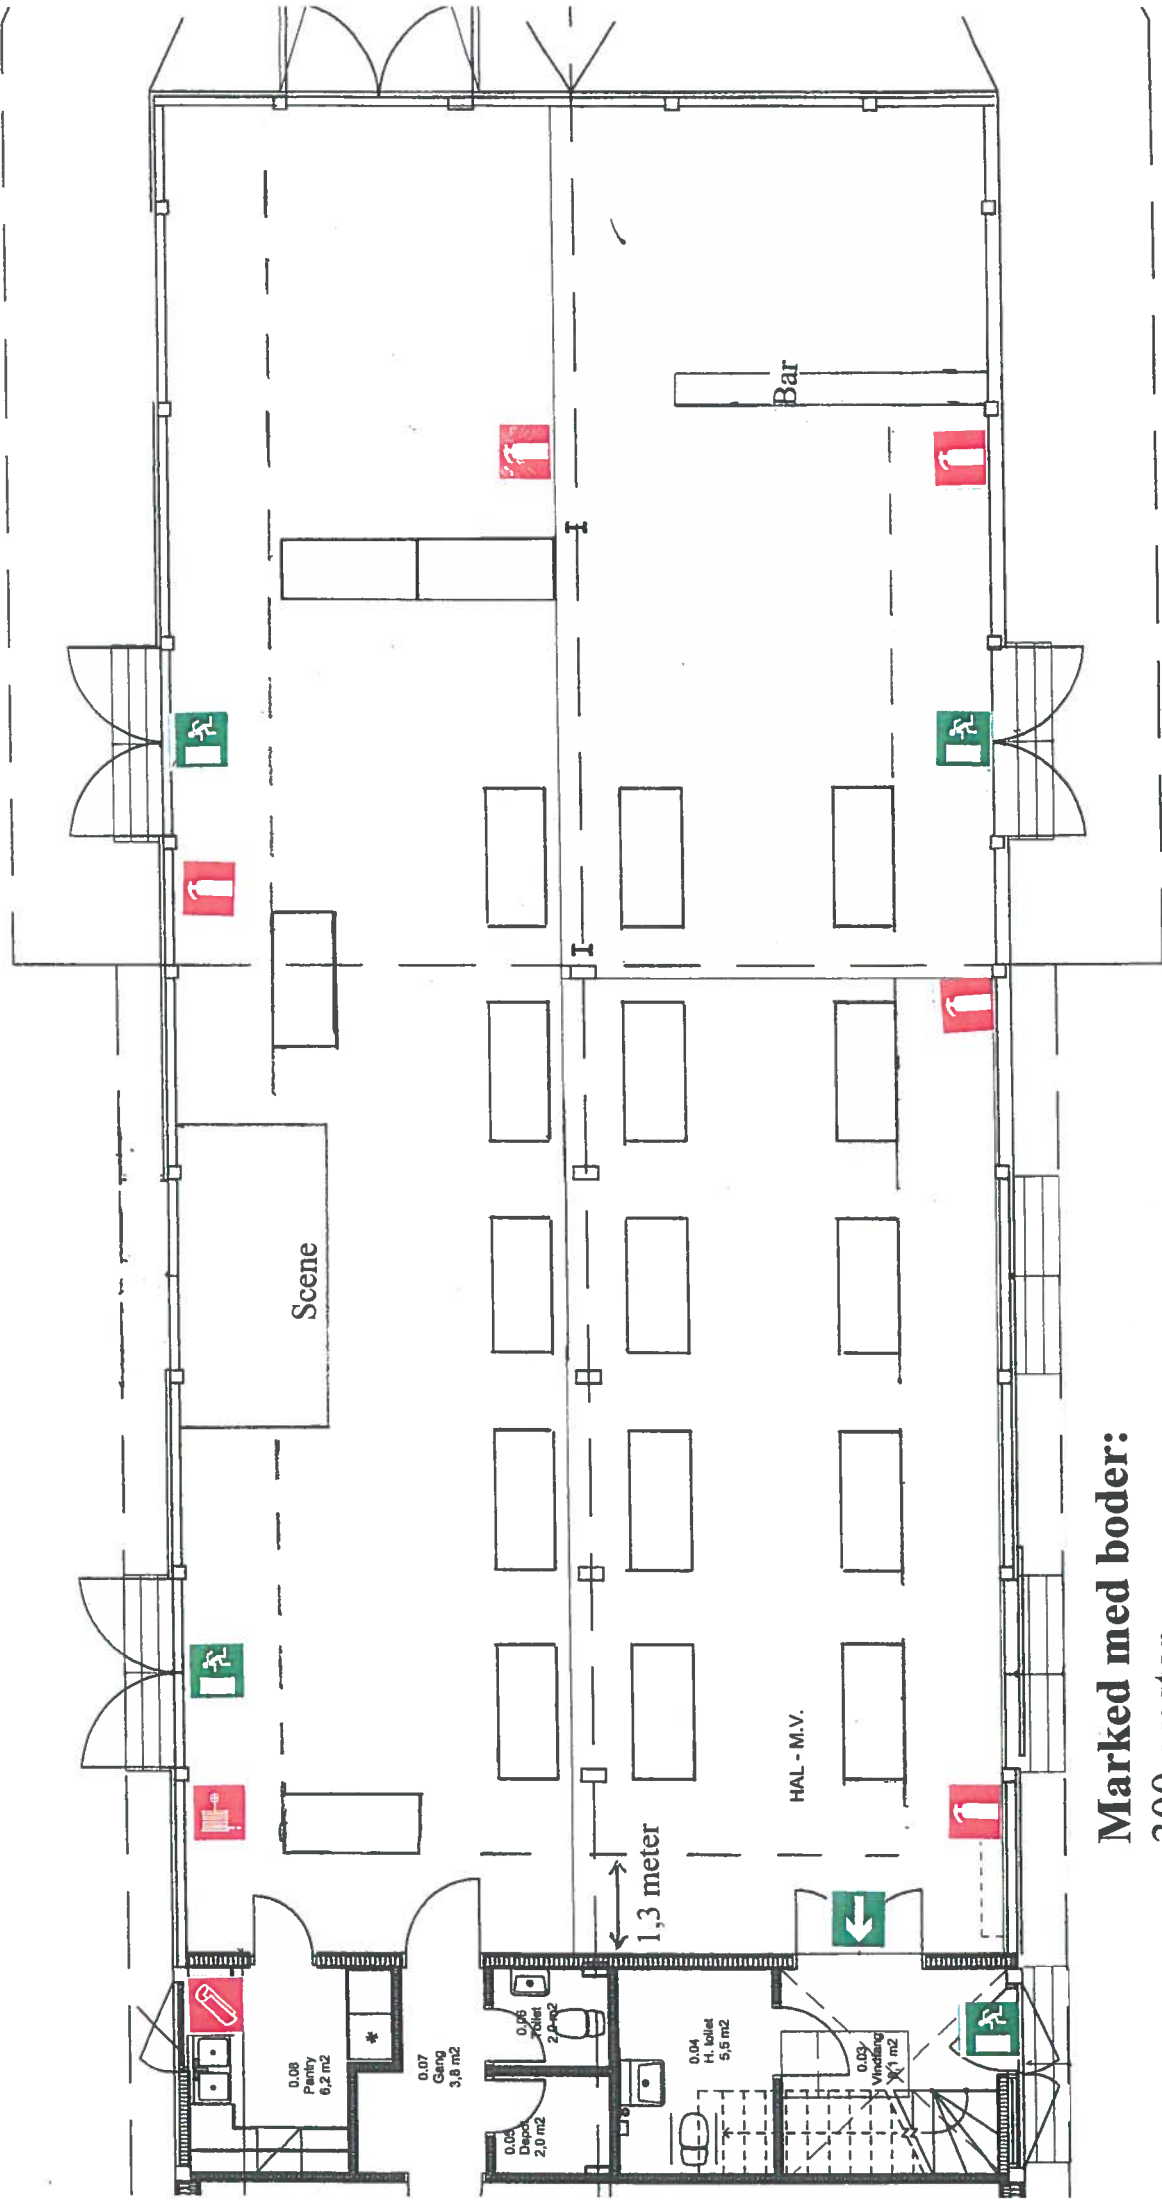 Marked med boder:
Scene
Bar
HAL - M.V.
1,3 meter
0.08
Pantry
6,2 m2
0.07
Gang
3,8 m2
0.06
Toilet
2,0 m2
0.05
Depot
2,0 m2
0.04
H. toilet
5,5 m2
0.03
Vindfang